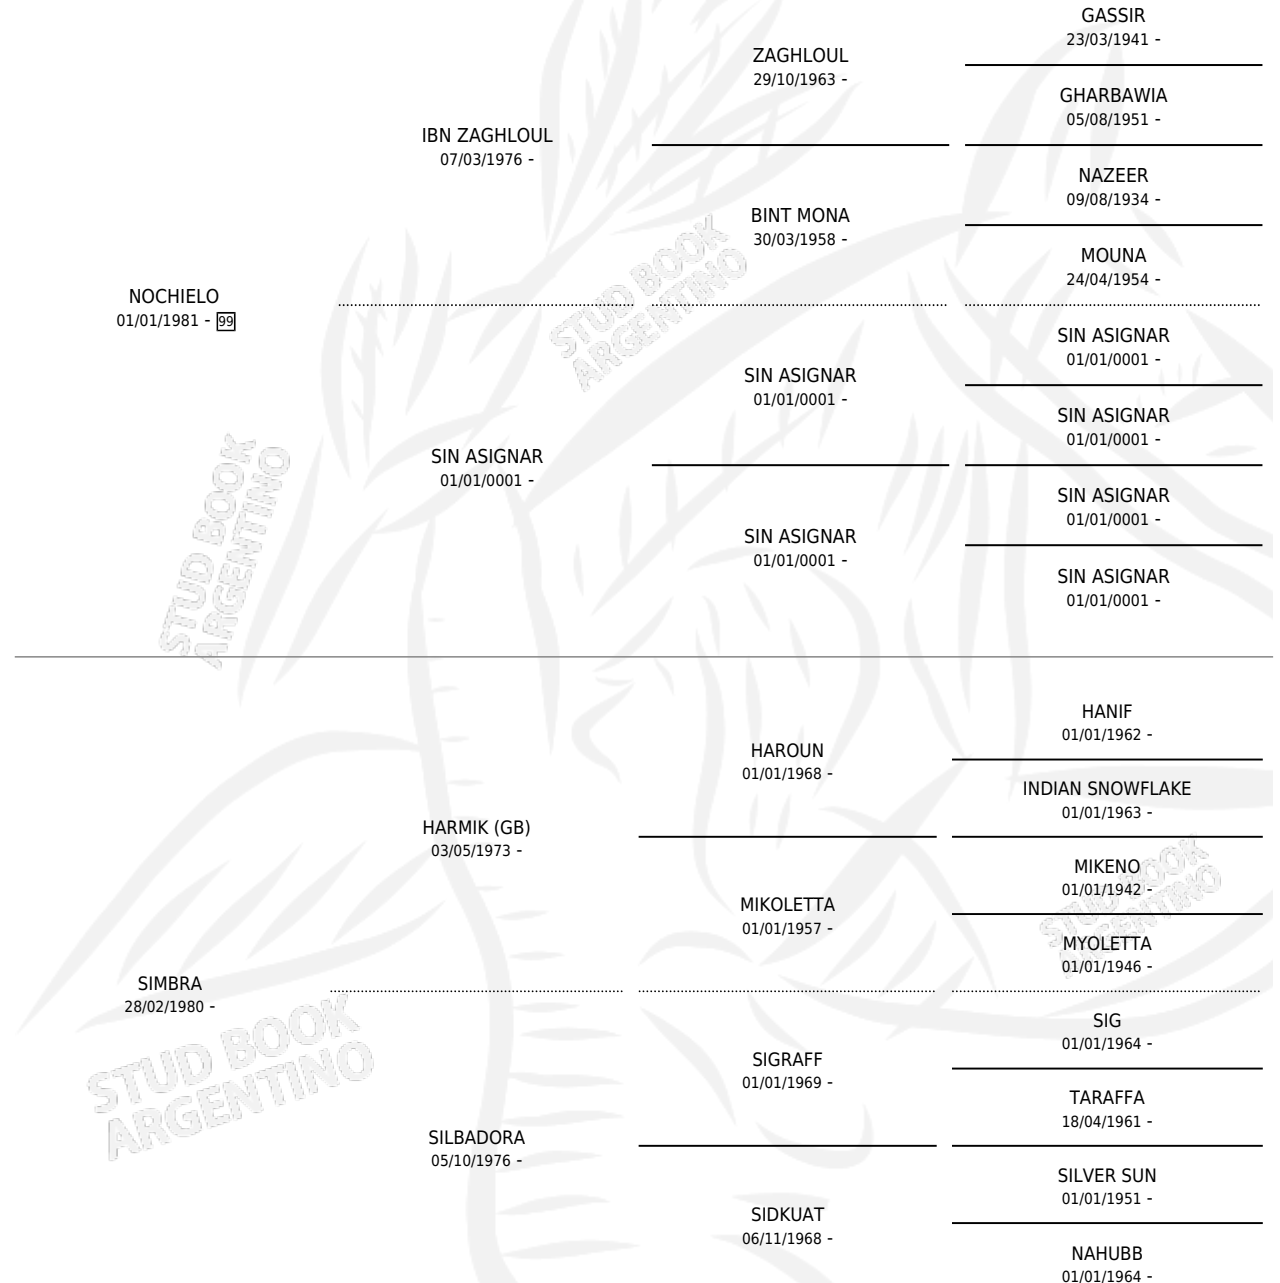 GASSIR
23/03/1941 -
ZAGHLOUL
29/10/1963 -
GHARBAWIA
05/08/1951 -
IBN ZAGHLOUL
07/03/1976 -
NAZEER
09/08/1934 -
BINT MONA
30/03/1958 -
MOUNA
24/04/1954 -
NOCHIELO
01/01/1981 - 99
SIN ASIGNAR
01/01/0001 -
SIN ASIGNAR
01/01/0001 -
SIN ASIGNAR
01/01/0001 -
SIN ASIGNAR
01/01/0001 -
SIN ASIGNAR
01/01/0001 -
SIN ASIGNAR
01/01/0001 -
SIN ASIGNAR
01/01/0001 -
STUD BOOK
ARGENTINO
STUD BOOK
ARGENTINO
HANIF
01/01/1962 -
HAROUN
01/01/1968 -
INDIAN SNOWFLAKE
01/01/1963 -
HARMIK (GB)
03/05/1973 -
MIKENO
01/01/1942 -
MIKOLETTA
01/01/1957 -
MYOLETTA
01/01/1946 -
STUD BOOK
ARGENTINO
SIMBRA
28/02/1980 -
SIG
01/01/1964 -
SIGRAFF
01/01/1969 -
TARAFFA
18/04/1961 -
STUD BOOK
ARGENTINO
SILBADORA
05/10/1976 -
SILVER SUN
01/01/1951 -
SIDKUAT
06/11/1968 -
NAHUBB
01/01/1964 -